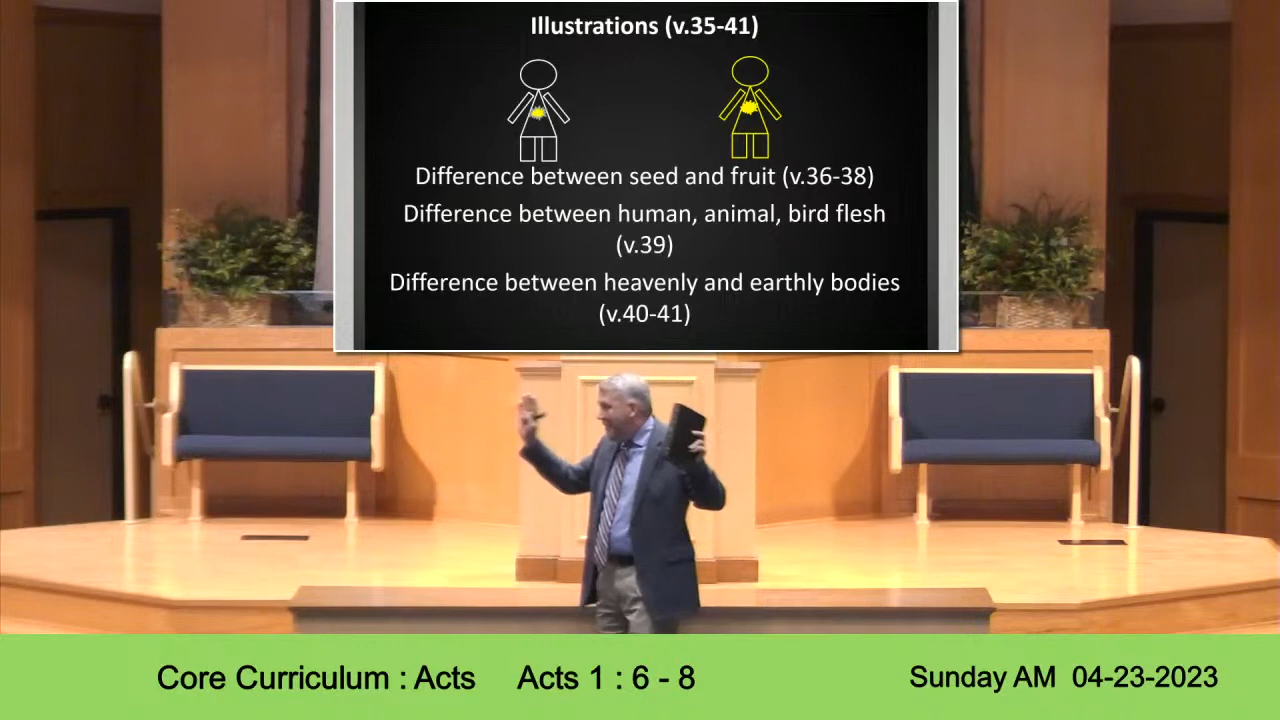 Illustrations (v.35-41)
Difference between seed and fruit (v.36-38)
Difference between human, animal, bird flesh
(v.39)
Difference between heavenly and earthly bodies
(v.40-41)
Core Curriculum : Acts Acts 1 : 6 - 8 Sunday AM 04-23-2023